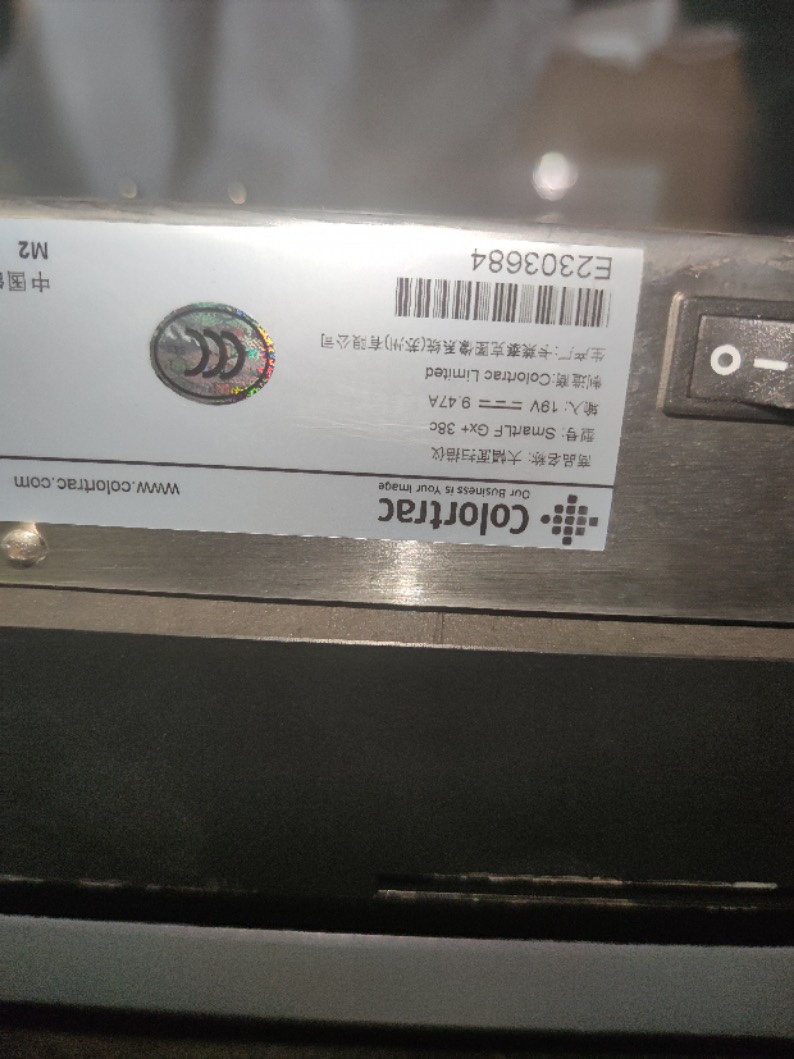 Colortrac
Our Business is Your Image
www.colortrac.com
商品名称: 大幅面扫描仪
型号: SmartLF Gx+ 38c
输入: 19V 9.47A
制造商:Colortrac Limited
生产厂:卡莱泰克图像系统(苏州)有限公司
E2303684
CCC
中国
M2
O I